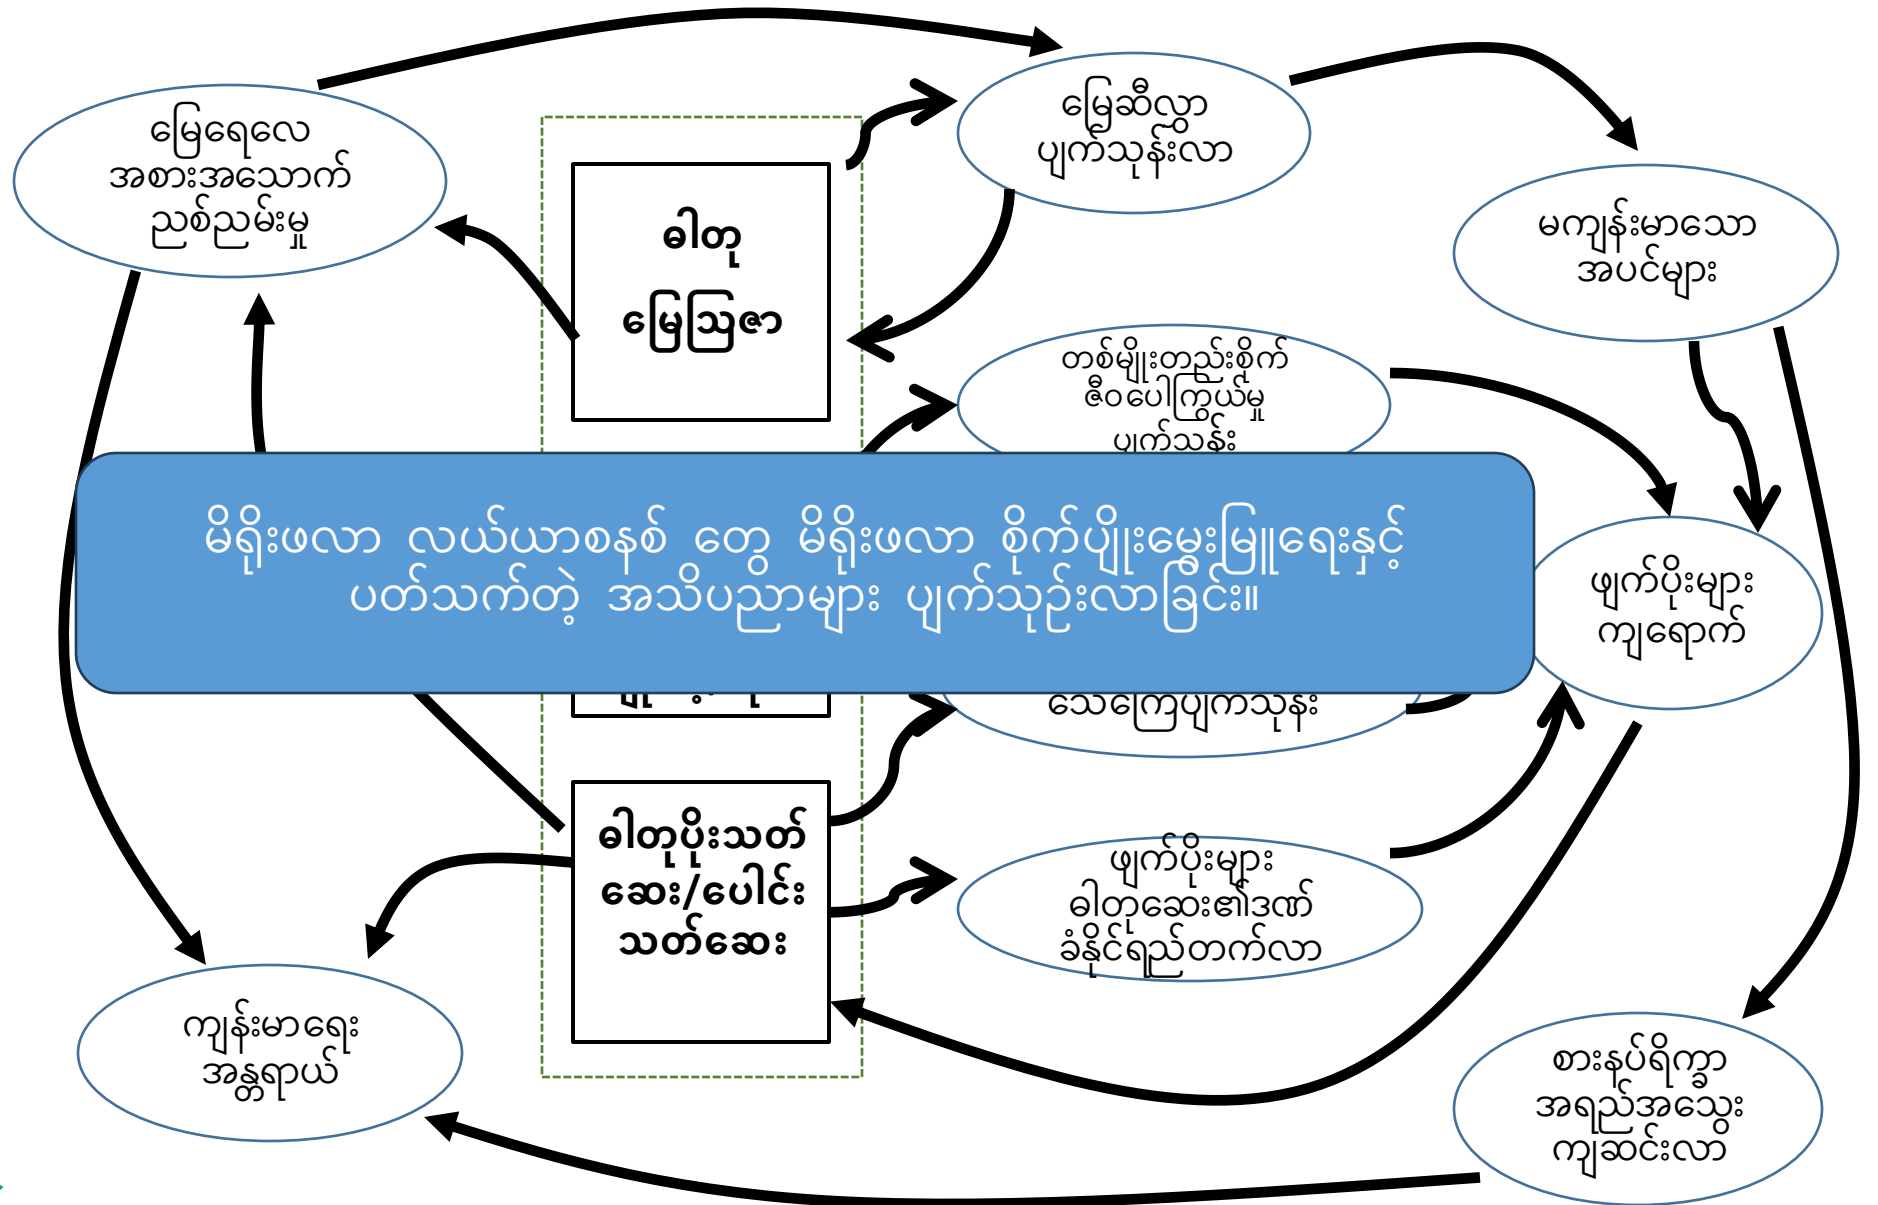 မြေရေလေ
အစားအသောက်
ညစ်ညမ်းမှု
ဓါတု
မြေဩဇာ
မြေဆီလွှာ
ပျက်သုန်းလာ
မကျန်းမာသော
အပင်များ
တစ်မျိုးတည်းစိုက်
ဇီဝပေါကြွယ်မှု
ပျက်သုန်း
မိရိုးဖလာ လယ်ယာစနစ် တွေ မိရိုးဖလာ စိုက်ပျိုးမွေးမြူရေးနှင့်
ပတ်သက်တဲ့ အသိပညာများ ပျက်သုဉ်းလာခြင်း။
ဖျက်ပိုးများ
ကျရောက်
သေကြေပျက်သုန်း
ဓါတုပိုးသတ်
ဆေး/ပေါင်း
သတ်ဆေး
ဖျက်ပိုးများ
ဓါတုဆေး၏ဒဏ်
ခံနိုင်ရည်တက်လာ
ကျန်းမာရေး
အန္တရာယ်
စားနပ်ရိက္ခာ
အရည်အသွေး
ကျဆင်းလာ